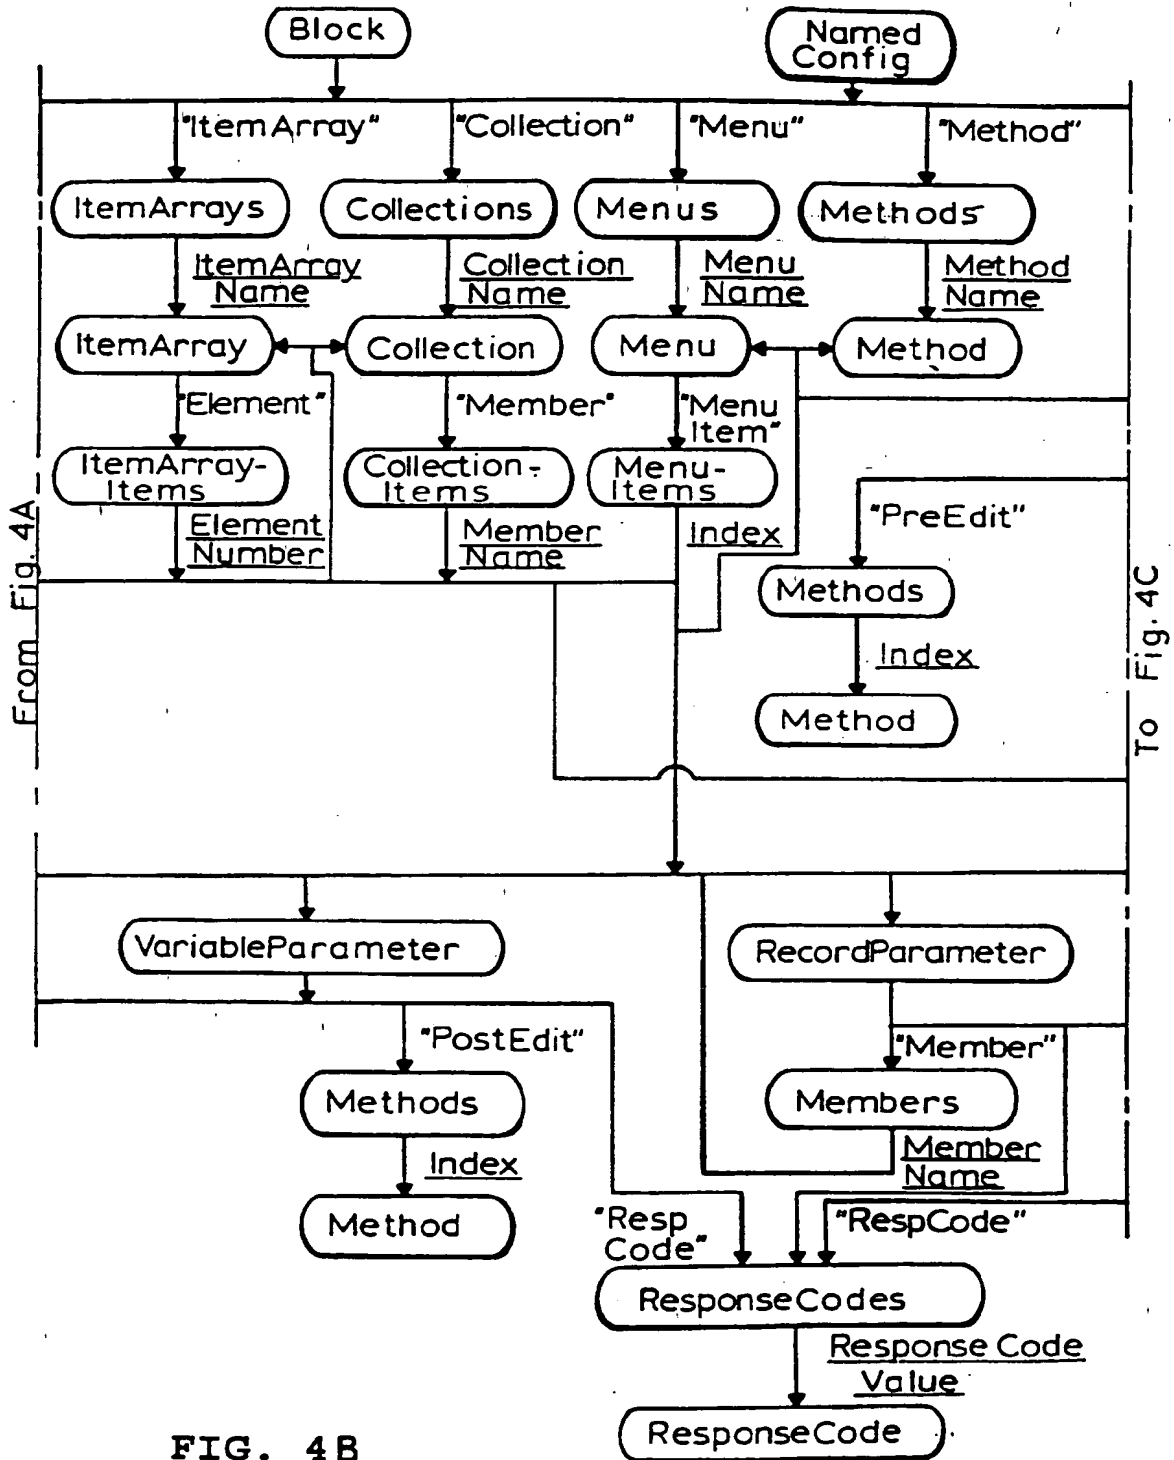 Block
Named
Config
"ItemArray"
"Collection"
"Menu"
"Method"
ItemArrays
Collections
Menus
Methods
ItemArray
Name
Collection
Name
Menu
Name
Method
Name
ItemArray
Collection
Menu
Method
"Element"
"Member"
"Menu
Item"
ItemArray-
Items
Collection-
Items
Menu-
Items
"PreEdit"
Element
Number
Member
Name
Index
Methods
Index
Method
From Fig. 4A
To Fig. 4C
VariableParameter
RecordParameter
"PostEdit"
"Member"
Methods
Members
Index
Member
Name
Method
"Resp
Code"
"RespCode"
ResponseCodes
Response Code
Value
ResponseCode
FIG. 4B